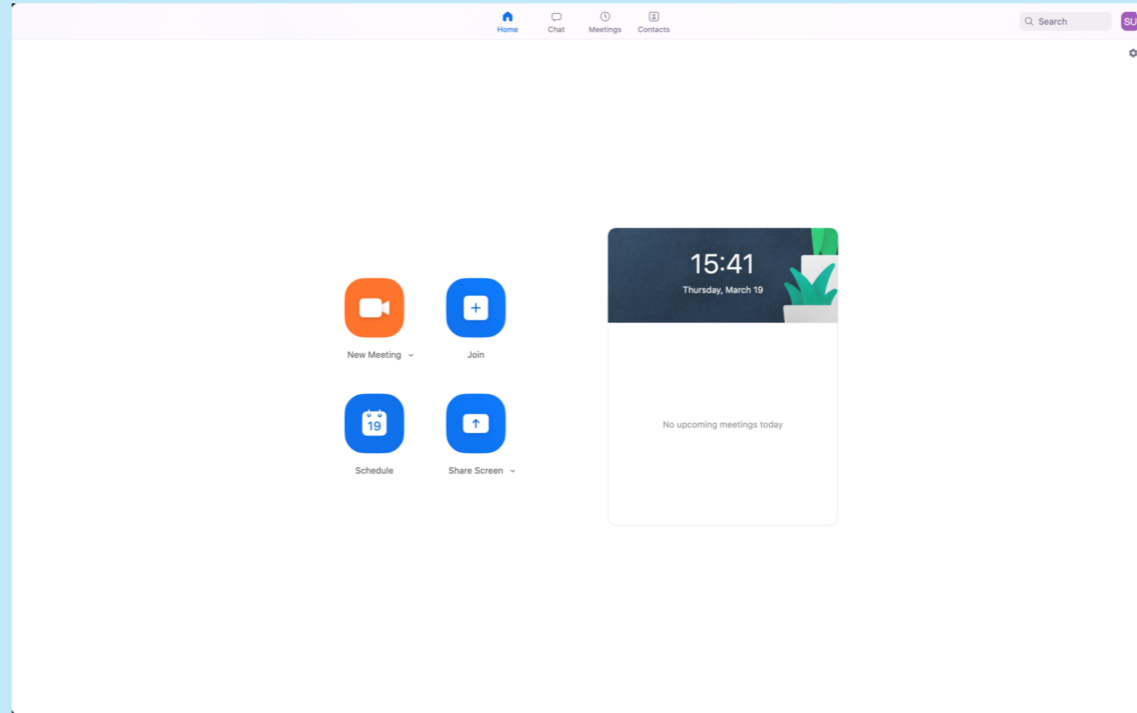 Home
Chat
Meetings
Contacts
Search
SU
15:41
Thursday, March 19
New Meeting
Join
19
Schedule
Share Screen
No upcoming meetings today